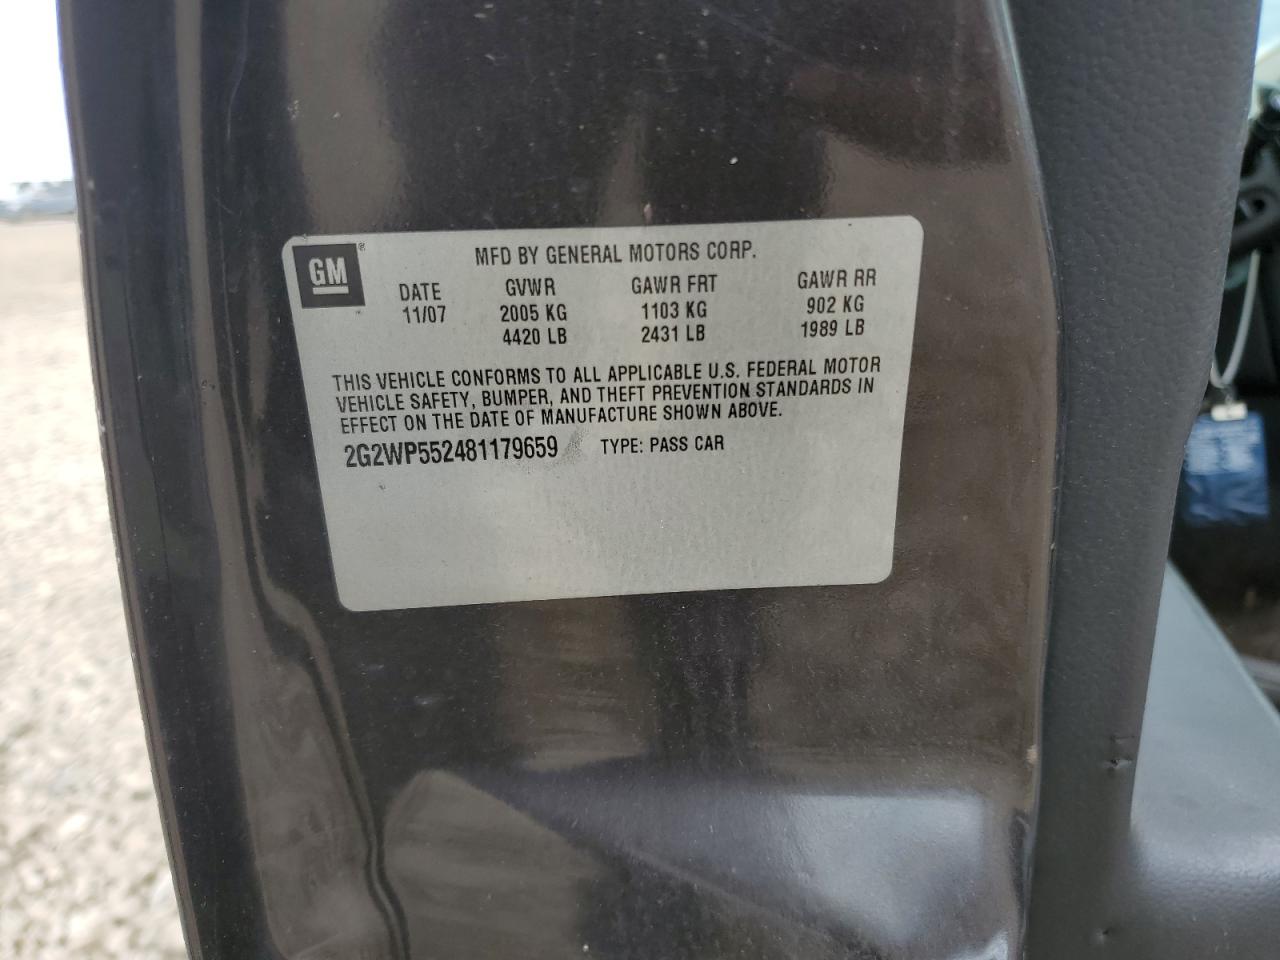 GM®
MFD BY GENERAL MOTORS CORP.
DATE GVWR GAWR FRT GAWR RR
11/07 2005 KG 1103 KG 902 KG
4420 LB 2431 LB 1989 LB
THIS VEHICLE CONFORMS TO ALL APPLICABLE U.S. FEDERAL MOTOR
VEHICLE SAFETY, BUMPER, AND THEFT PREVENTION STANDARDS IN
EFFECT ON THE DATE OF MANUFACTURE SHOWN ABOVE.
2G2WP552481179659 TYPE: PASS CAR